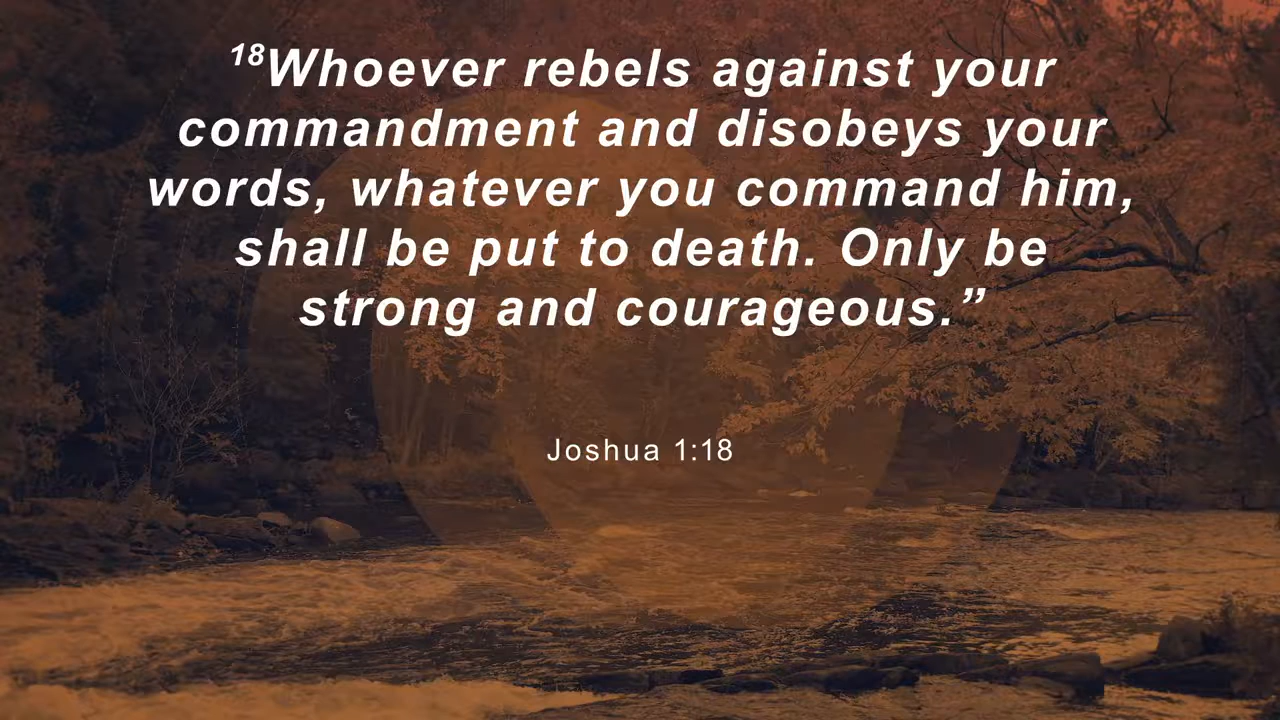 ¹⁸Whoever rebels against your
commandment and disobeys your
words, whatever you command him,
shall be put to death. Only be
strong and courageous.”
Joshua 1:18